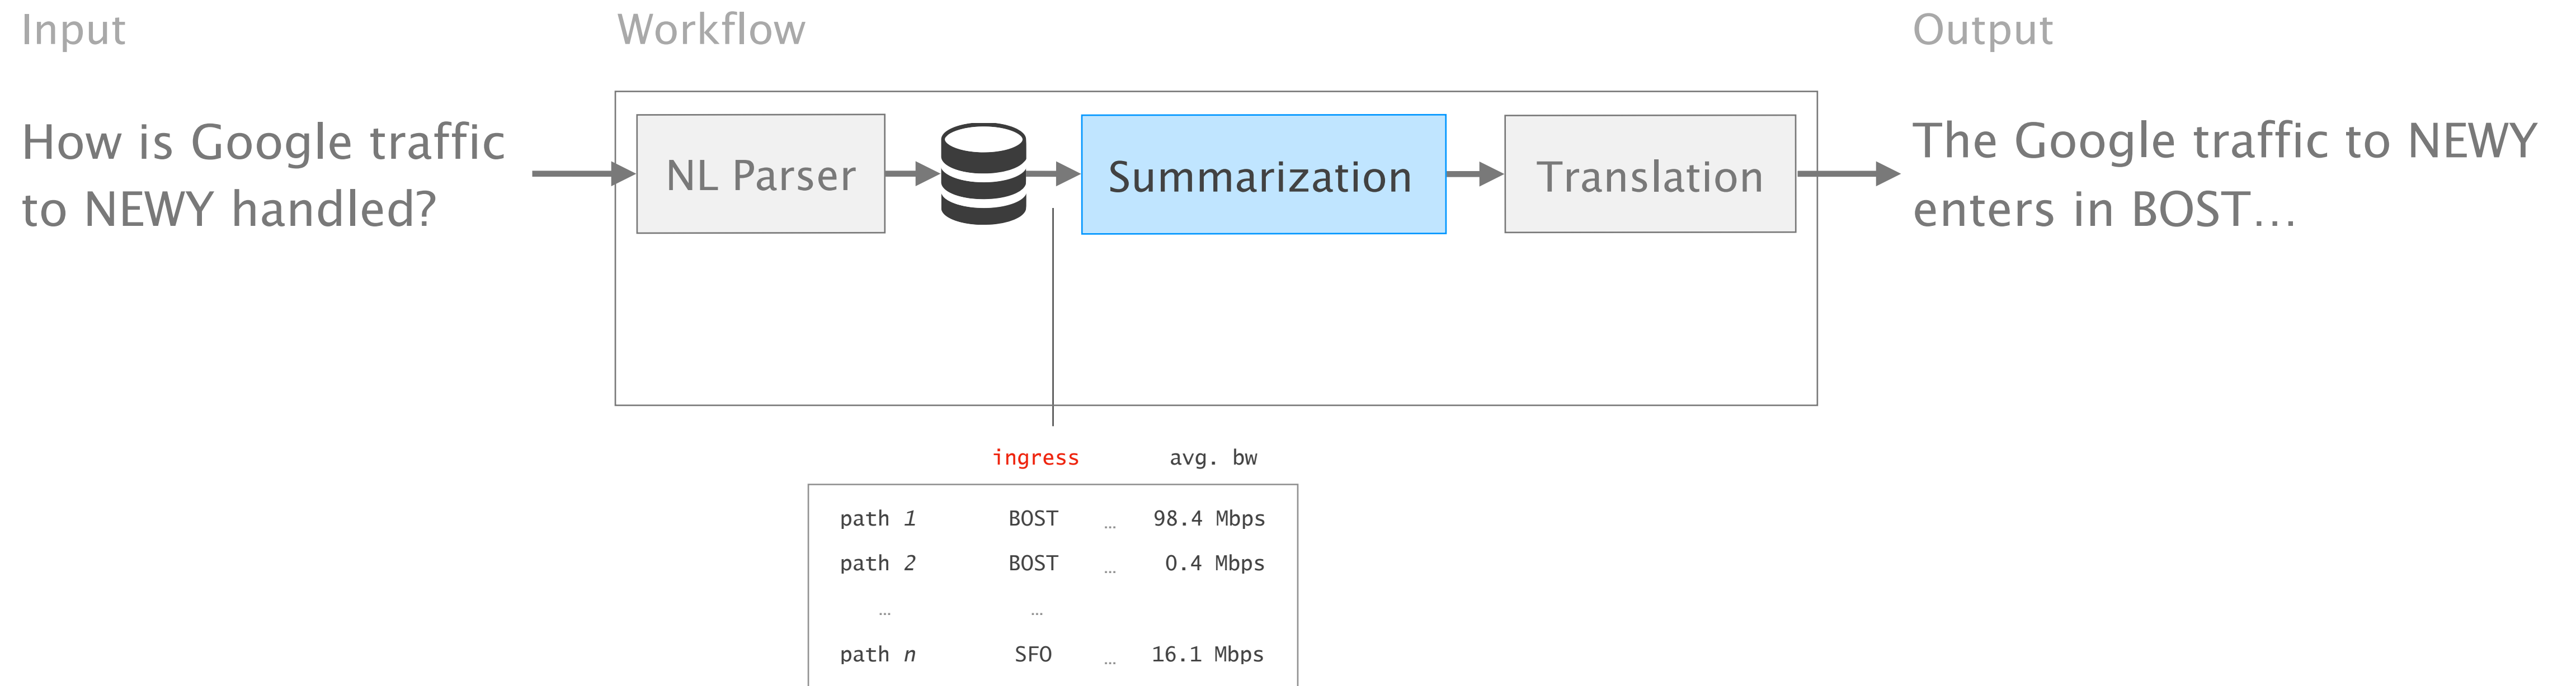 Input
Workflow
Output
How is Google traffic
to NEWY handled?
NL Parser
Summarization
Translation
The Google traffic to NEWY
enters in BOST…
ingress avg. bw
path 1 BOST … 98.4 Mbps
path 2 BOST … 0.4 Mbps
… …
path n SFO … 16.1 Mbps